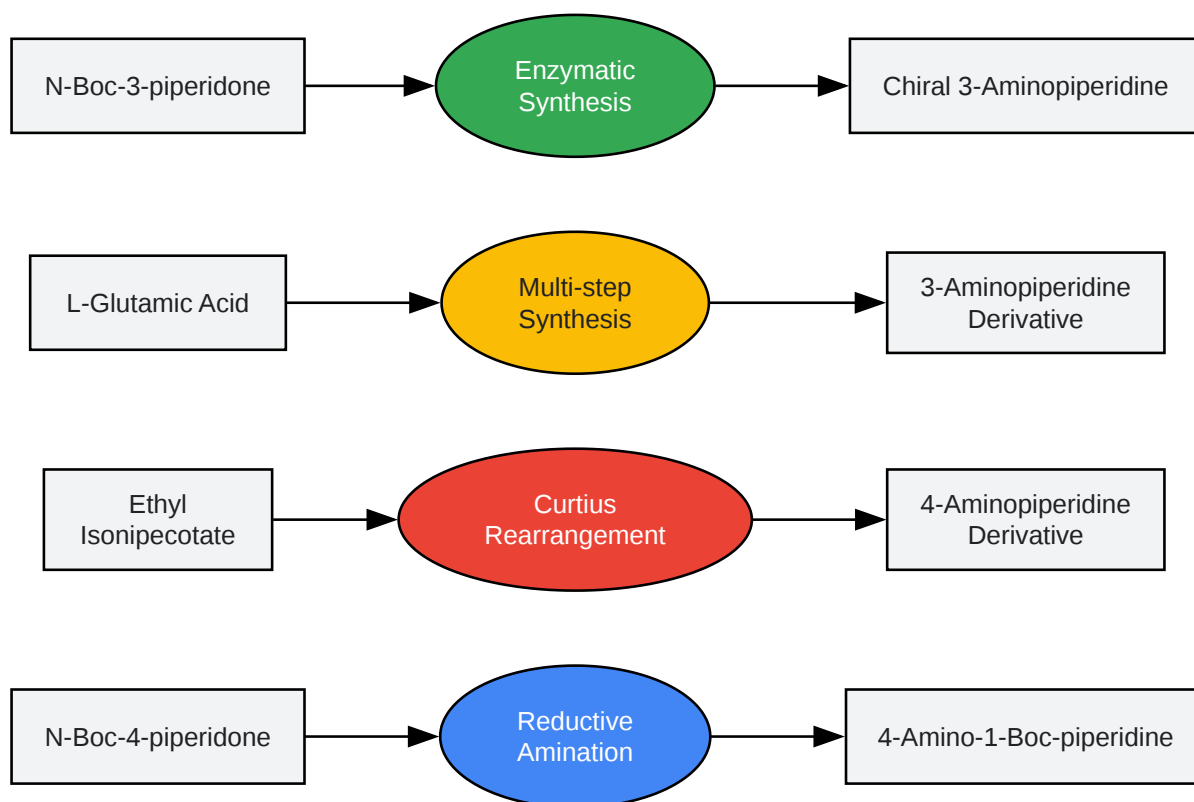 N-Boc-3-piperidone
Enzymatic
Synthesis
Chiral 3-Aminopiperidine
L-Glutamic Acid
Multi-step
Synthesis
3-Aminopiperidine
Derivative
Ethyl
Isonipecotate
Curtius
Rearrangement
4-Aminopiperidine
Derivative
N-Boc-4-piperidone
Reductive
Amination
4-Amino-1-Boc-piperidine